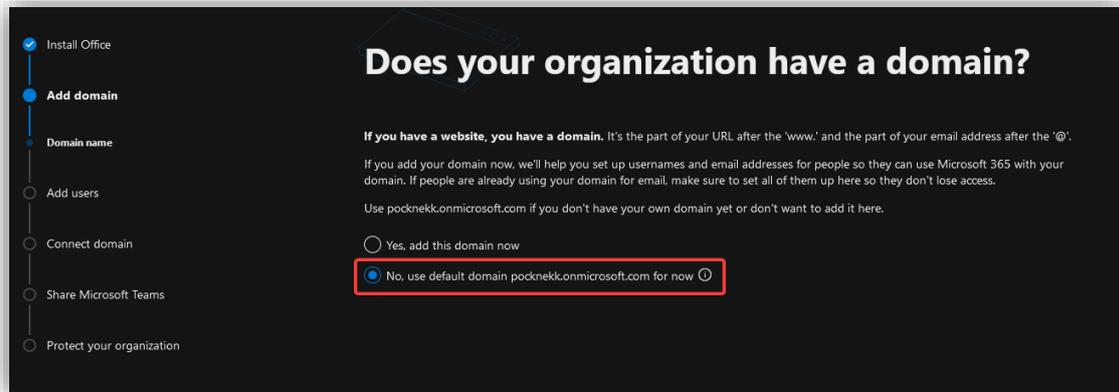 Install Office
Add domain
Domain name
Add users
Connect domain
Share Microsoft Teams
Protect your organization
Does your organization have a domain?
If you have a website, you have a domain. It's the part of your URL after the 'www.' and the part of your email address after the '@'.
If you add your domain now, we'll help you set up usernames and email addresses for people so they can use Microsoft 365 with your
domain. If people are already using your domain for email, make sure to set all of them up here so they don't lose access.
Use pocknekk.onmicrosoft.com if you don't have your own domain yet or don't want to add it here.
Yes, add this domain now
No, use default domain pocknekk.onmicrosoft.com for now